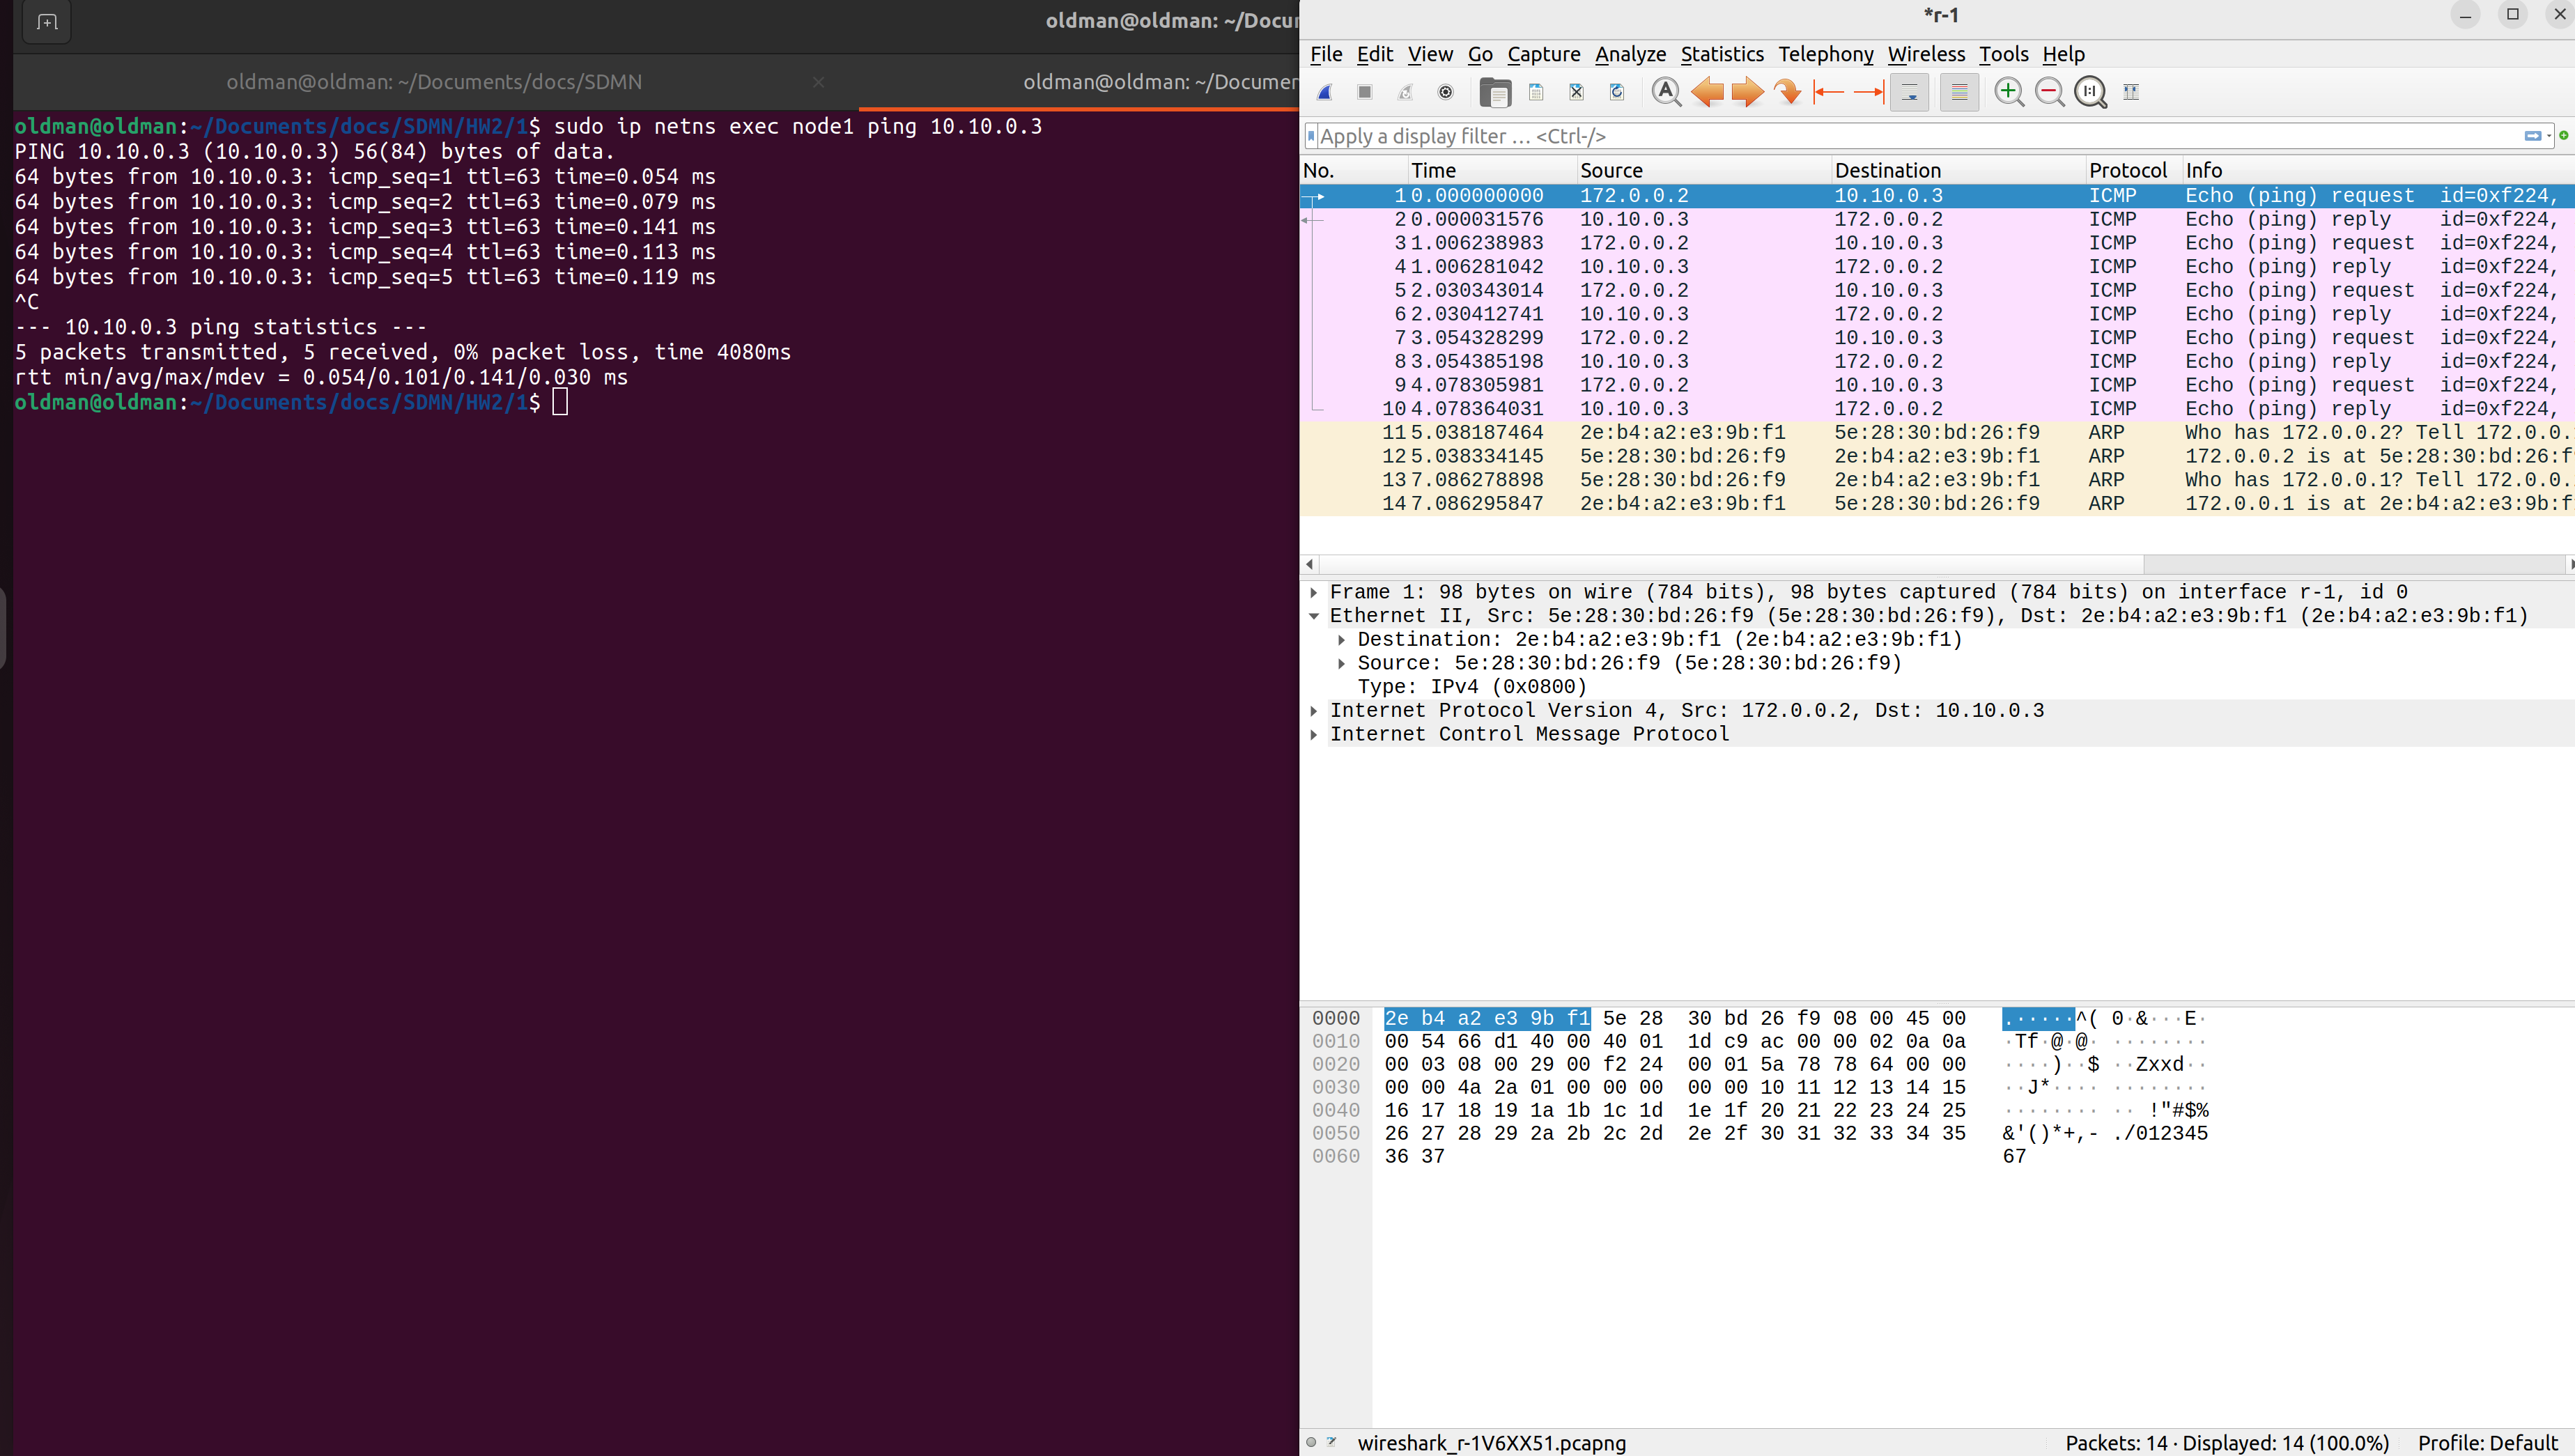 oldman@oldman: ~/Docu
oldman@oldman: ~/Documents/docs/SDMN
oldman@oldman: ~/Documen
oldman@oldman:~/Documents/docs/SDMN/HW2/1$ sudo ip netns exec node1 ping 10.10.0.3
PING 10.10.0.3 (10.10.0.3) 56(84) bytes of data.
64 bytes from 10.10.0.3: icmp_seq=1 ttl=63 time=0.054 ms
64 bytes from 10.10.0.3: icmp_seq=2 ttl=63 time=0.079 ms
64 bytes from 10.10.0.3: icmp_seq=3 ttl=63 time=0.141 ms
64 bytes from 10.10.0.3: icmp_seq=4 ttl=63 time=0.113 ms
64 bytes from 10.10.0.3: icmp_seq=5 ttl=63 time=0.119 ms
^C
--- 10.10.0.3 ping statistics ---
5 packets transmitted, 5 received, 0% packet loss, time 4080ms
rtt min/avg/max/mdev = 0.054/0.101/0.141/0.030 ms
oldman@oldman:~/Documents/docs/SDMN/HW2/1$
*r-1
File Edit View Go Capture Analyze Statistics Telephony Wireless Tools Help
Apply a display filter … <Ctrl-/>
No. Time Source Destination Protocol Info
1 0.000000000 172.0.0.2 10.10.0.3 ICMP Echo (ping) request id=0xf224,
2 0.000031576 10.10.0.3 172.0.0.2 ICMP Echo (ping) reply id=0xf224,
3 1.006238983 172.0.0.2 10.10.0.3 ICMP Echo (ping) request id=0xf224,
4 1.006281042 10.10.0.3 172.0.0.2 ICMP Echo (ping) reply id=0xf224,
5 2.030343014 172.0.0.2 10.10.0.3 ICMP Echo (ping) request id=0xf224,
6 2.030412741 10.10.0.3 172.0.0.2 ICMP Echo (ping) reply id=0xf224,
7 3.054328299 172.0.0.2 10.10.0.3 ICMP Echo (ping) request id=0xf224,
8 3.054385198 10.10.0.3 172.0.0.2 ICMP Echo (ping) reply id=0xf224,
9 4.078305981 172.0.0.2 10.10.0.3 ICMP Echo (ping) request id=0xf224,
10 4.078364031 10.10.0.3 172.0.0.2 ICMP Echo (ping) reply id=0xf224,
11 5.038187464 2e:b4:a2:e3:9b:f1 5e:28:30:bd:26:f9 ARP Who has 172.0.0.2? Tell 172.0.0.
12 5.038334145 5e:28:30:bd:26:f9 2e:b4:a2:e3:9b:f1 ARP 172.0.0.2 is at 5e:28:30:bd:26:f
13 7.086278898 5e:28:30:bd:26:f9 2e:b4:a2:e3:9b:f1 ARP Who has 172.0.0.1? Tell 172.0.0.
14 7.086295847 2e:b4:a2:e3:9b:f1 5e:28:30:bd:26:f9 ARP 172.0.0.1 is at 2e:b4:a2:e3:9b:f
Frame 1: 98 bytes on wire (784 bits), 98 bytes captured (784 bits) on interface r-1, id 0
Ethernet II, Src: 5e:28:30:bd:26:f9 (5e:28:30:bd:26:f9), Dst: 2e:b4:a2:e3:9b:f1 (2e:b4:a2:e3:9b:f1)
Destination: 2e:b4:a2:e3:9b:f1 (2e:b4:a2:e3:9b:f1)
Source: 5e:28:30:bd:26:f9 (5e:28:30:bd:26:f9)
Type: IPv4 (0x0800)
Internet Protocol Version 4, Src: 172.0.0.2, Dst: 10.10.0.3
Internet Control Message Protocol
0000 2e b4 a2 e3 9b f1 5e 28 30 bd 26 f9 08 00 45 00 .·····^( 0·&···E·
0010 00 54 66 d1 40 00 40 01 1d c9 ac 00 00 02 0a 0a ·Tf·@·@· ········
0020 00 03 08 00 29 00 f2 24 00 01 5a 78 78 64 00 00 ····)··$ ··Zxxd··
0030 00 00 4a 2a 01 00 00 00 00 00 10 11 12 13 14 15 ··J*···· ········
0040 16 17 18 19 1a 1b 1c 1d 1e 1f 20 21 22 23 24 25 ········ ·· !"#$%
0050 26 27 28 29 2a 2b 2c 2d 2e 2f 30 31 32 33 34 35 &'()*+,- ./012345
0060 36 37 67
wireshark_r-1V6XX51.pcapng Packets: 14 · Displayed: 14 (100.0%) Profile: Default